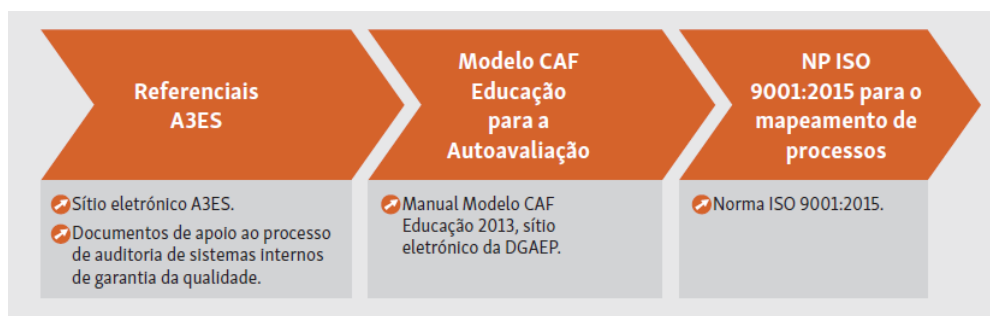 Referenciais
A3ES
Sítio eletrónico A3ES.
Documentos de apoio ao processo
de auditoria de sistemas internos
de garantia da qualidade.
Modelo CAF
Educação
para a
Autoavaliação
Manual Modelo CAF
Educação 2013, sítio
eletrónico da DGAEP.
NP ISO
9001:2015 para o
mapeamento de
processos
Norma ISO 9001:2015.